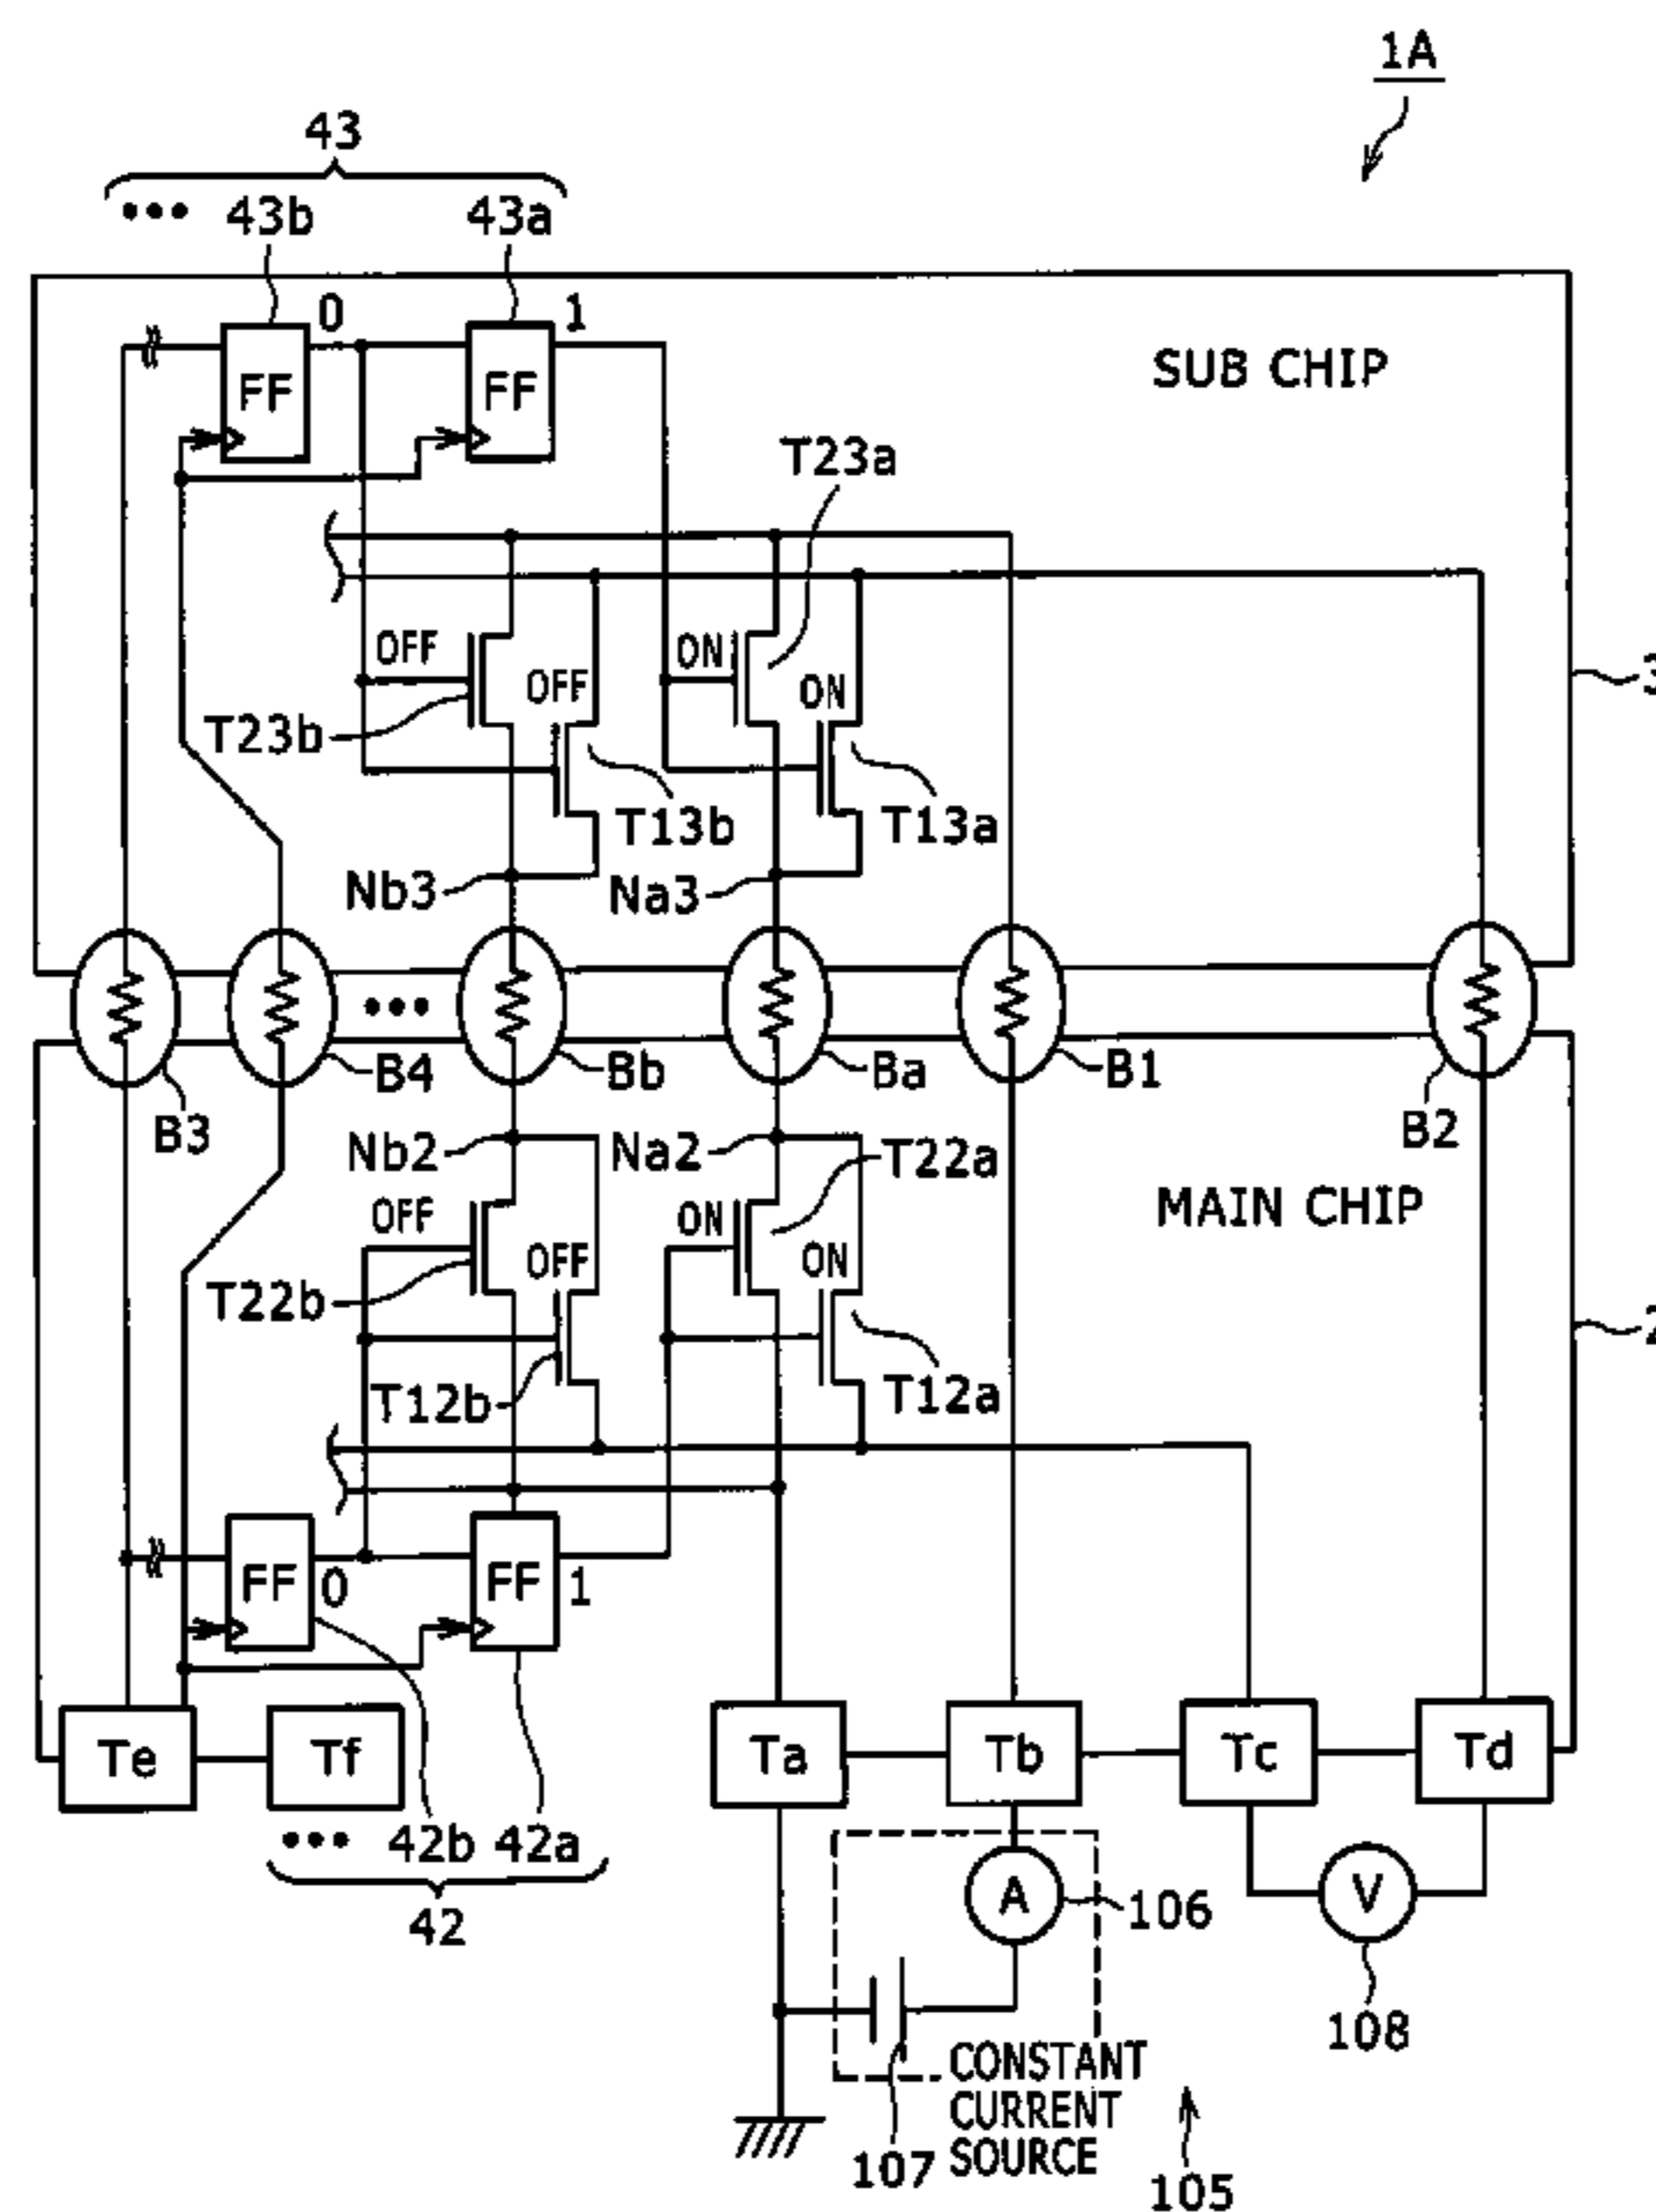 1A
43
••• 43b 43a
0 1
FF FF
SUB CHIP
T23a
OFF ON
OFF ON
3
T23b
T13b T13a
Nb3 Na3
•••
B4 Bb Ba B1
B3 B2
Nb2 Na2 T22a
MAIN CHIP
OFF ON
OFF ON
T22b
2
T12b T12a
FF 0 FF 1
Te Tf Ta Tb Tc Td
••• 42b 42a
42
A 106 V
108
CONSTANT
CURRENT
107 SOURCE
105